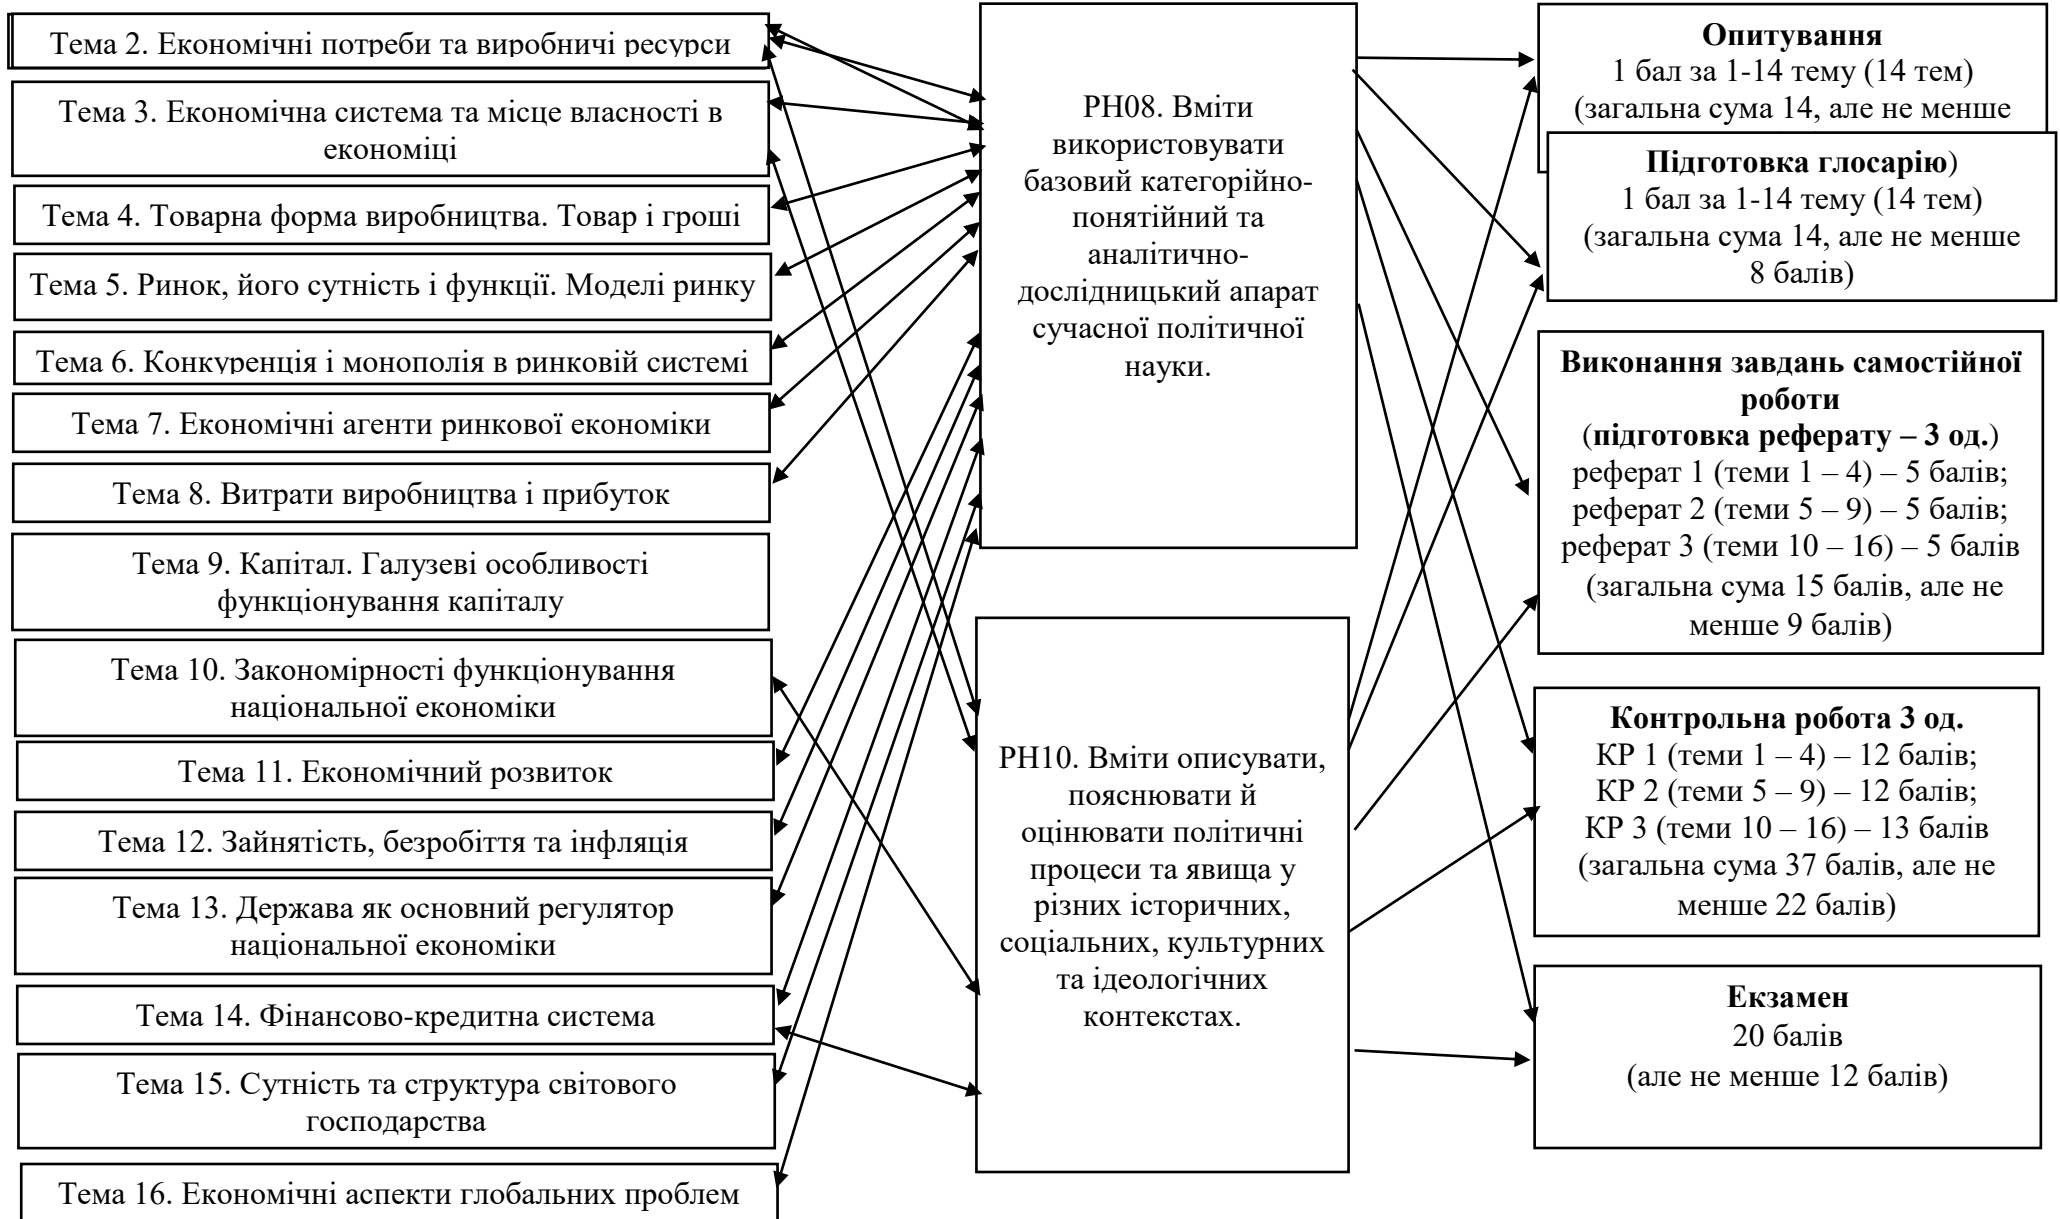 Тема 2. Економічні потреби та виробничі ресурси
Тема 3. Економічна система та місце власності в
економіці
Тема 4. Товарна форма виробництва. Товар і гроші
Тема 5. Ринок, його сутність і функції. Моделі ринку
Тема 6. Конкуренція і монополія в ринковій системі
Тема 7. Економічні агенти ринкової економіки
Тема 8. Витрати виробництва і прибуток
Тема 9. Капітал. Галузеві особливості
функціонування капіталу
Тема 10. Закономірності функціонування
національної економіки
Тема 11. Економічний розвиток
Тема 12. Зайнятість, безробіття та інфляція
Тема 13. Держава як основний регулятор
національної економіки
Тема 14. Фінансово-кредитна система
Тема 15. Сутність та структура світового
господарства
Тема 16. Економічні аспекти глобальних проблем
РН08. Вміти
використовувати
базовий категорійно-
понятійний та
аналітично-
дослідницький апарат
сучасної політичної
науки.
РН10. Вміти описувати,
пояснювати й
оцінювати політичні
процеси та явища у
різних історичних,
соціальних, культурних
та ідеологічних
контекстах.
Опитування
1 бал за 1-14 тему (14 тем)
(загальна сума 14, але не менше
Підготовка глосарію)
1 бал за 1-14 тему (14 тем)
(загальна сума 14, але не менше
8 балів)
Виконання завдань самостійної
роботи
(підготовка реферату – 3 од.)
реферат 1 (теми 1 – 4) – 5 балів;
реферат 2 (теми 5 – 9) – 5 балів;
реферат 3 (теми 10 – 16) – 5 балів
(загальна сума 15 балів, але не
менше 9 балів)
Контрольна робота 3 од.
КР 1 (теми 1 – 4) – 12 балів;
КР 2 (теми 5 – 9) – 12 балів;
КР 3 (теми 10 – 16) – 13 балів
(загальна сума 37 балів, але не
менше 22 балів)
Екзамен
20 балів
(але не менше 12 балів)